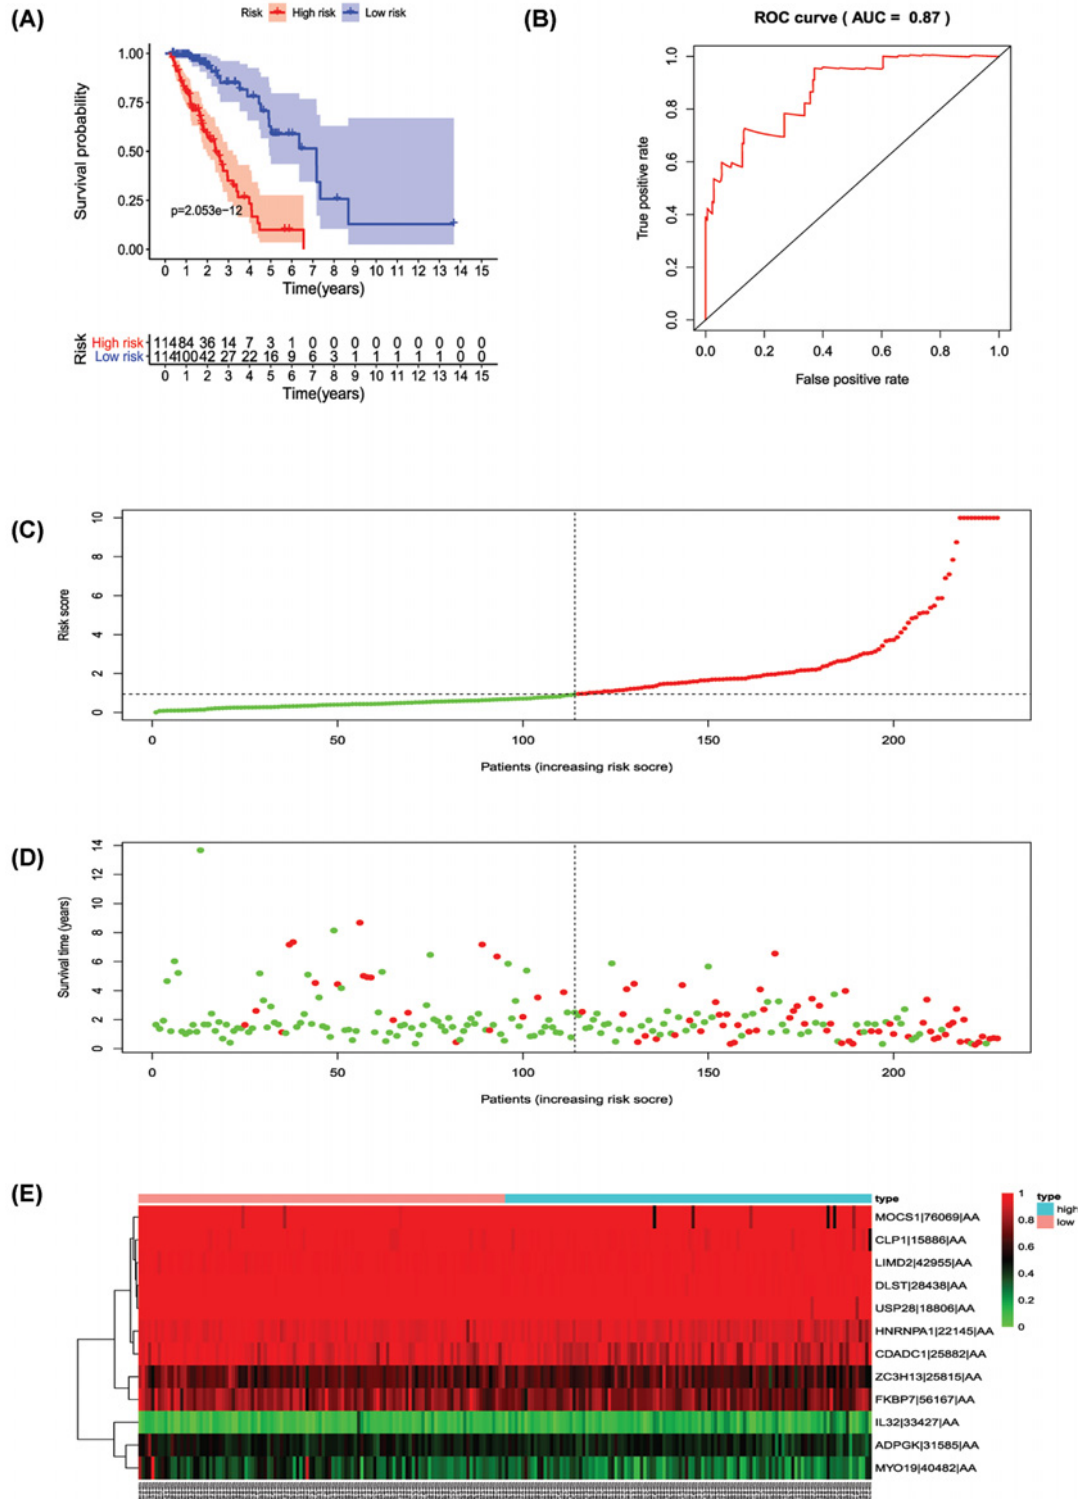 (A)
Risk High risk Low risk
Survival probability
1.00
0.75
0.50
0.25
0.00
p=2.053e−12
0 1 2 3 4 5 6 7 8 9 10 11 12 13 14 15
Time(years)
Risk
High risk 114 84 36 14 7 3 1 0 0 0 0 0 0 0 0 0
Low risk 114 100 42 27 22 16 9 6 3 1 1 1 1 1 0 0
0 1 2 3 4 5 6 7 8 9 10 11 12 13 14 15
Time(years)
(B)
ROC curve ( AUC = 0.87 )
True positive rate
1.0
0.8
0.6
0.4
0.2
0.0
0.0 0.2 0.4 0.6 0.8 1.0
False positive rate
(C)
Risk score
10
8
6
4
2
0
0 50 100 150 200
Patients (increasing risk socre)
(D)
Survival time (years)
14
12
10
8
6
4
2
0
0 50 100 150 200
Patients (increasing risk socre)
(E)
type
MOCS1|76069|AA
CLP1|15886|AA
LIMD2|42955|AA
DLST|28438|AA
USP28|18806|AA
HNRNPA1|22145|AA
CDADC1|25882|AA
ZC3H13|25815|AA
FKBP7|56167|AA
IL32|33427|AA
ADPGK|31585|AA
MYO19|40482|AA
1
0.8
0.6
0.4
0.2
0
type
high
low